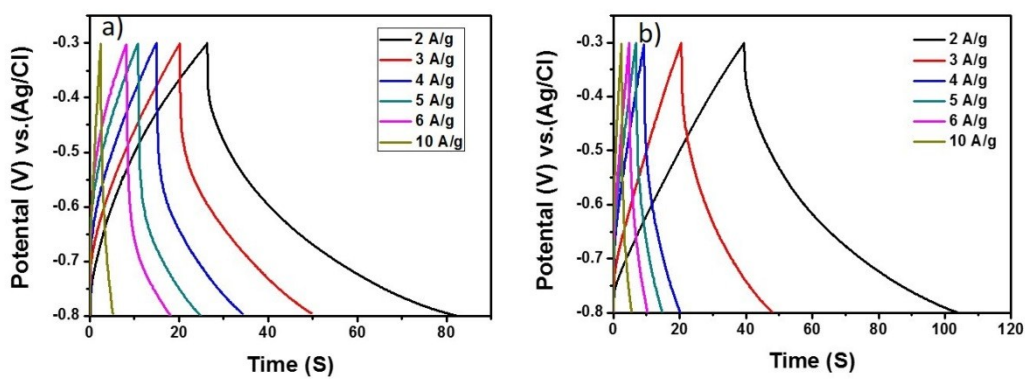 a)
Potential (V) vs.(Ag/Cl)
-0.3
-0.4
-0.5
-0.6
-0.7
-0.8
2 A/g
3 A/g
4 A/g
5 A/g
6 A/g
10 A/g
0 20 40 60 80
Time (S)
b)
Potential (V) vs.(Ag/Cl)
-0.3
-0.4
-0.5
-0.6
-0.7
-0.8
2 A/g
3 A/g
4 A/g
5 A/g
6 A/g
10 A/g
0 20 40 60 80 100 120
Time (S)